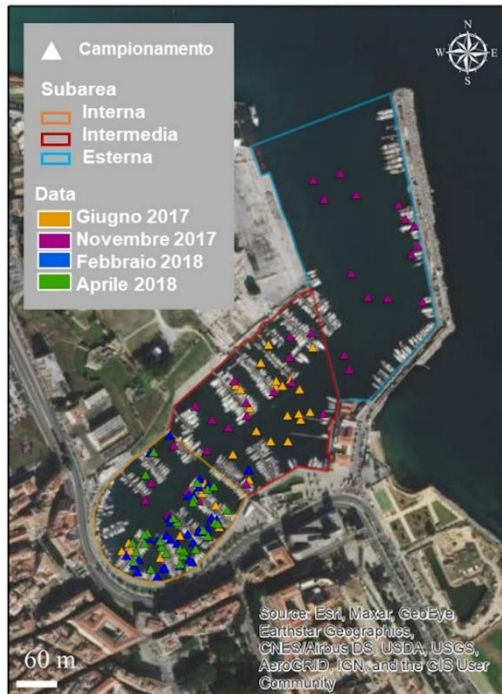 Campionamento
Subarea
Interna
Intermedia
Esterna
Data
Giugno 2017
Novembre 2017
Febbraio 2018
Aprile 2018
N
W
E
S
60 m
Source: Esri, Maxar, GeoEye,
Earthstar Geographics,
CNES/Airbus DS, USDA, USGS,
AeroGRID, IGN, and the GIS User
Community